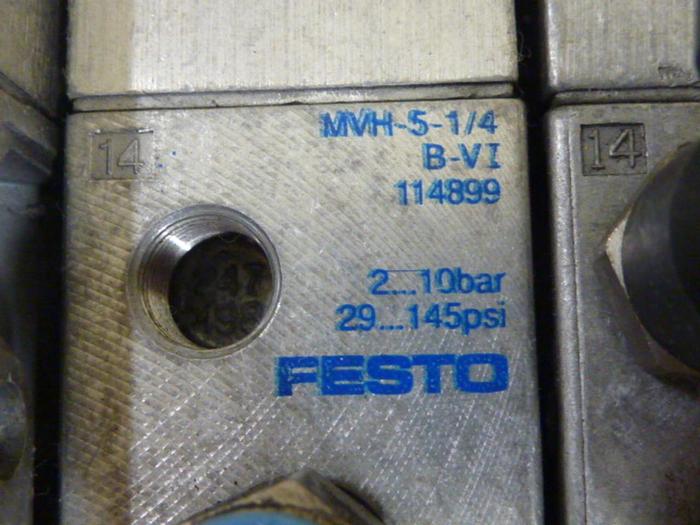 MVH-5-1/4
14
B-VI
14
114899
2...10bar
29...145psi
FESTO